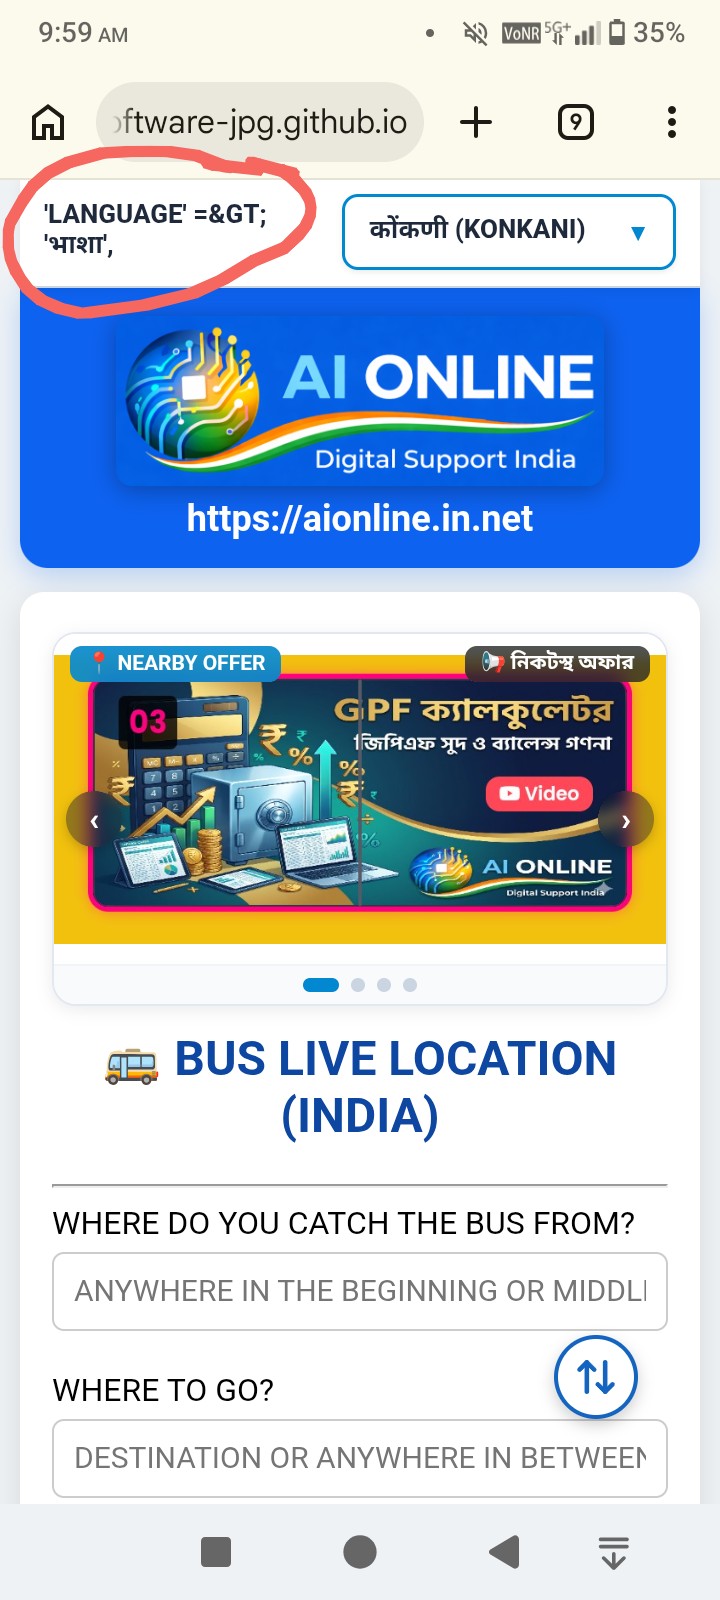 9:59 AM
VoNR 5G+ 35%
oftware-jpg.github.io
9
'LANGUAGE' =&GT;
'भाशा',
कोंकणी (KONKANI) ▼
AI ONLINE
Digital Support India
https://aionline.in.net
📍 NEARBY OFFER
📢 নিকটস্থ অফার
03
GPF ক্যালকুলেটর
জিপিএফ সুদ ও ব্যালেন্স গণনা
Video
‹
›
AI ONLINE
Digital Support India
🚌 BUS LIVE LOCATION
(INDIA)
WHERE DO YOU CATCH THE BUS FROM?
ANYWHERE IN THE BEGINNING OR MIDDL
WHERE TO GO?
DESTINATION OR ANYWHERE IN BETWEEN